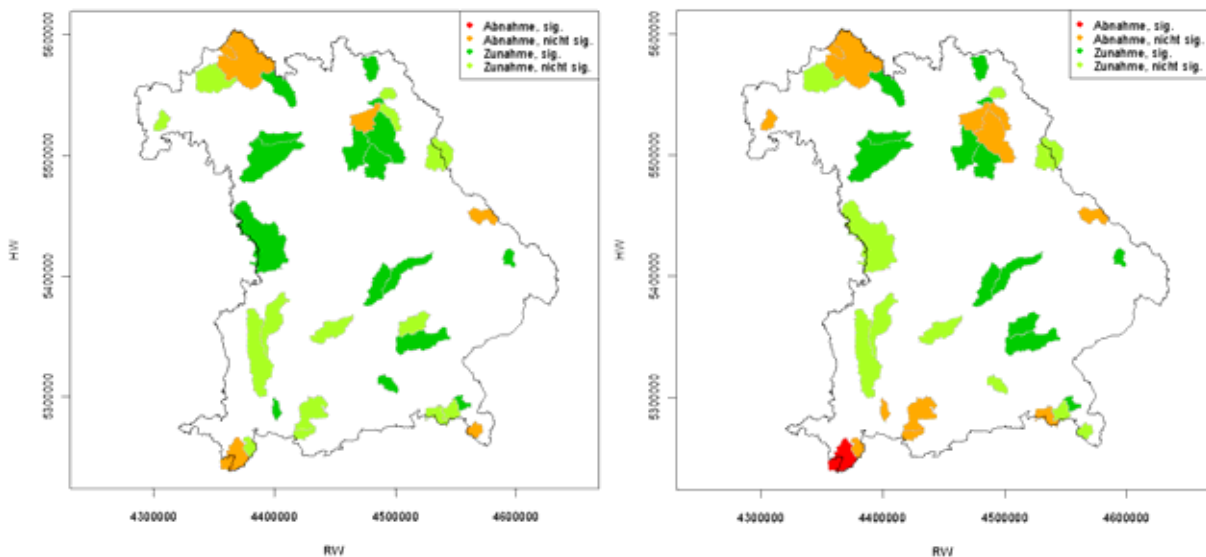 Abnahme, sig.
Abnahme, nicht sig.
Zunahme, sig.
Zunahme, nicht sig.
HW
5600000
5500000
5400000
5300000
4300000 4400000 4500000 4600000
RW
Abnahme, sig.
Abnahme, nicht sig.
Zunahme, sig.
Zunahme, nicht sig.
HW
5600000
5500000
5400000
5300000
4300000 4400000 4500000 4600000
RW